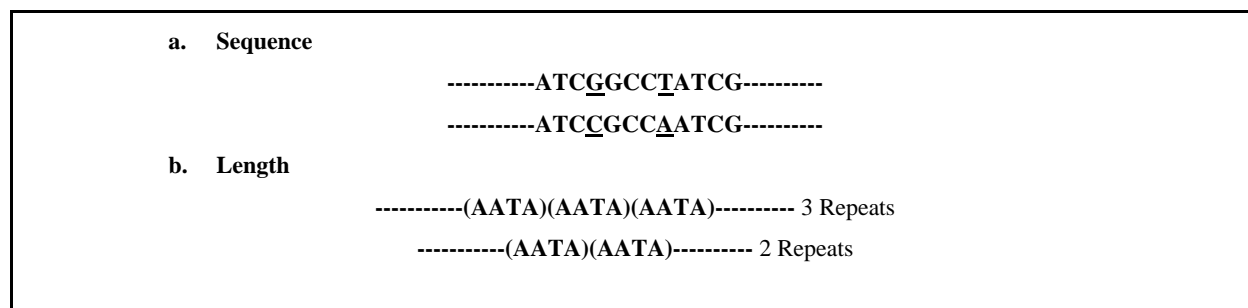 a. Sequence
-----------ATCGGCCTATCG----------
-----------ATCCGCCAATCG----------
b. Length
-----------(AATA)(AATA)(AATA)---------- 3 Repeats
-----------(AATA)(AATA)---------- 2 Repeats